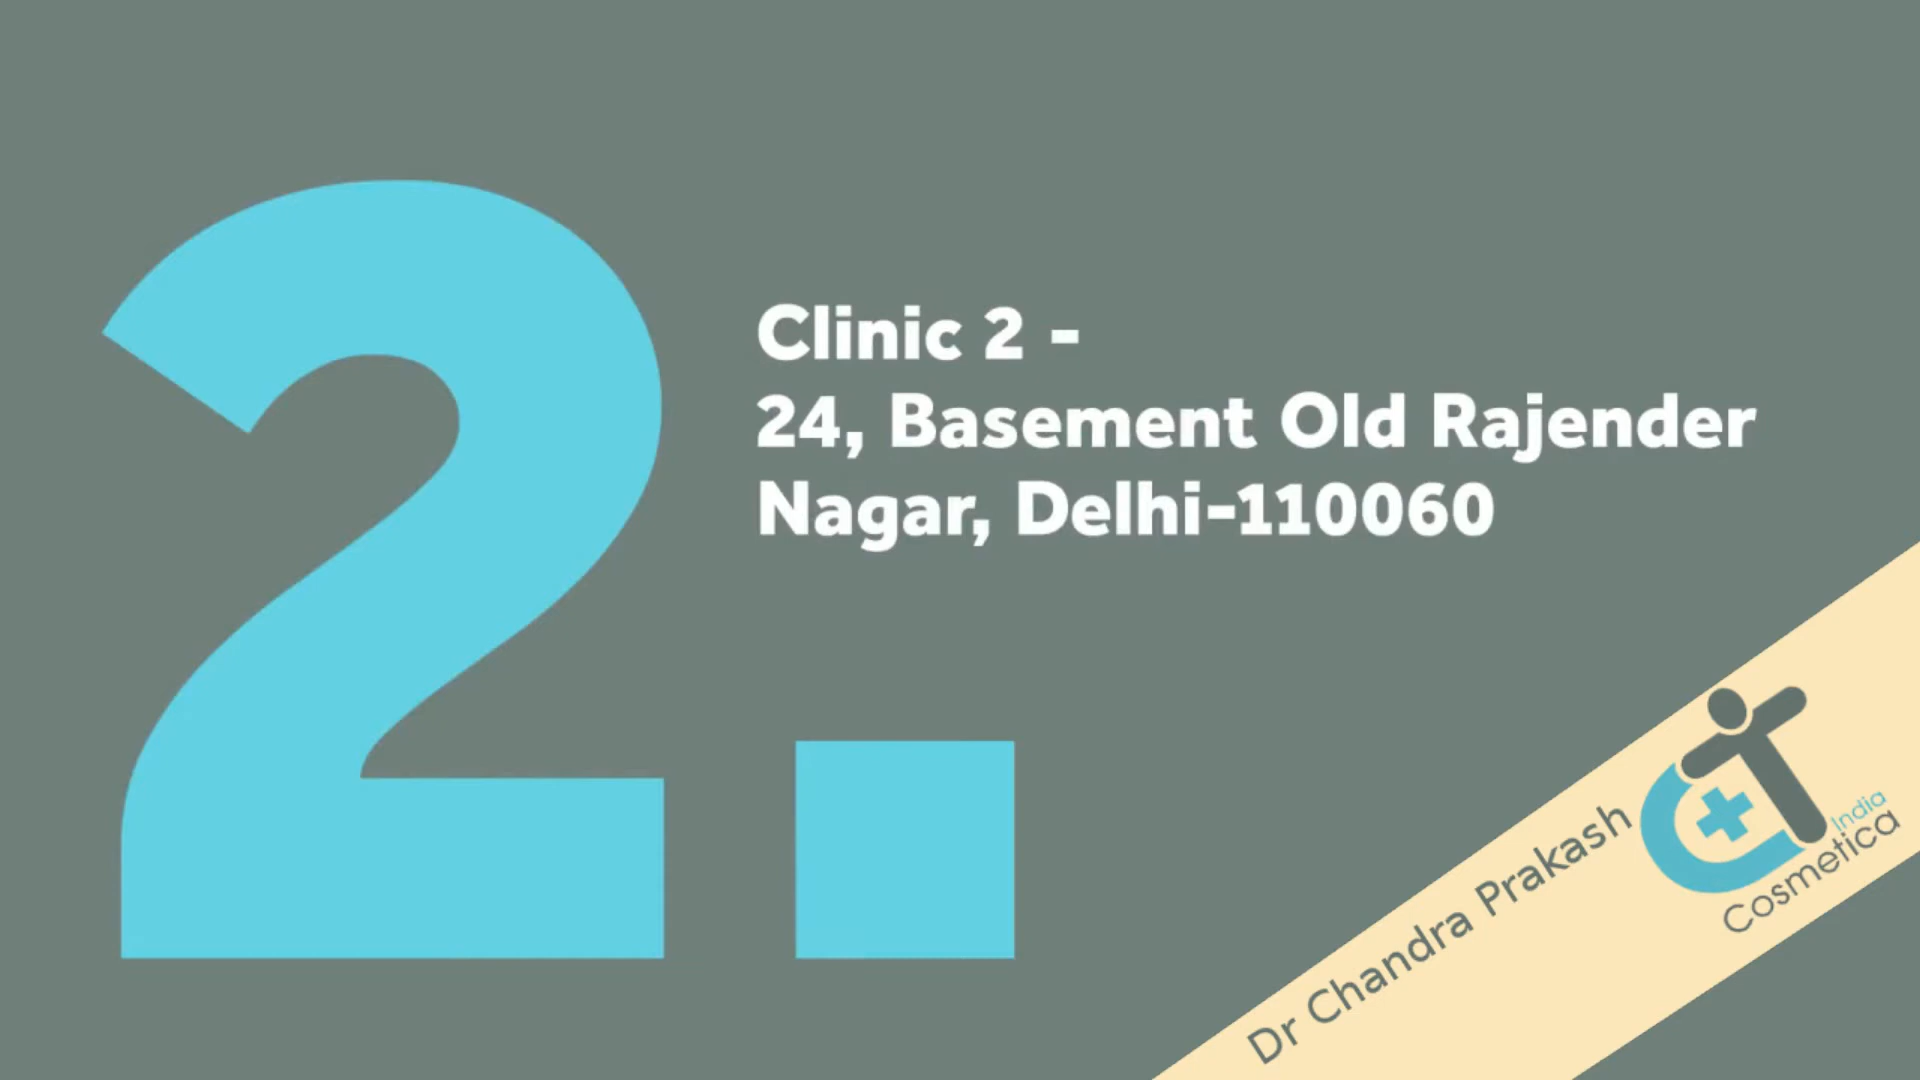 2.
Clinic 2 -
24, Basement Old Rajender
Nagar, Delhi-110060
Dr Chandra Prakash
India
Cosmetica